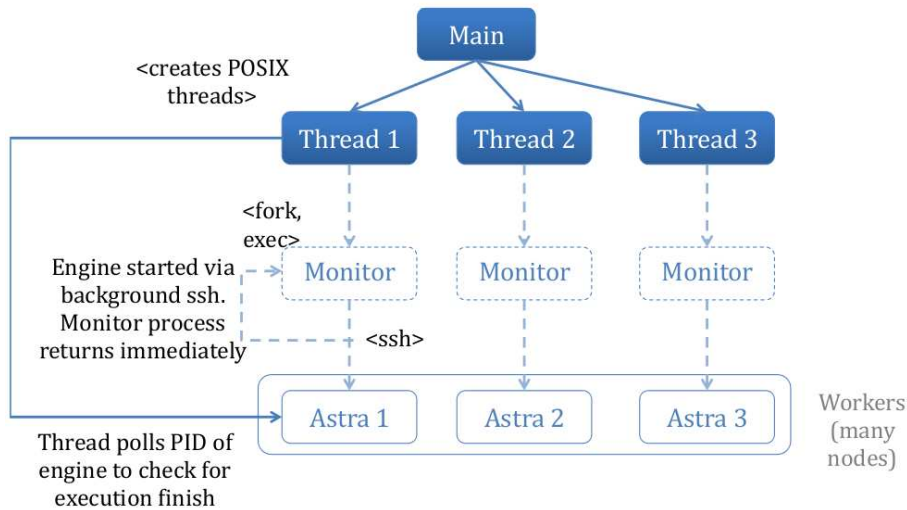 Main
<creates POSIX
threads>
Thread 1
Thread 2
Thread 3
<fork,
exec>
Monitor
Monitor
Monitor
Engine started via
background ssh.
Monitor process
returns immediately
<ssh>
Astra 1
Astra 2
Astra 3
Workers
(many
nodes)
Thread polls PID of
engine to check for
execution finish